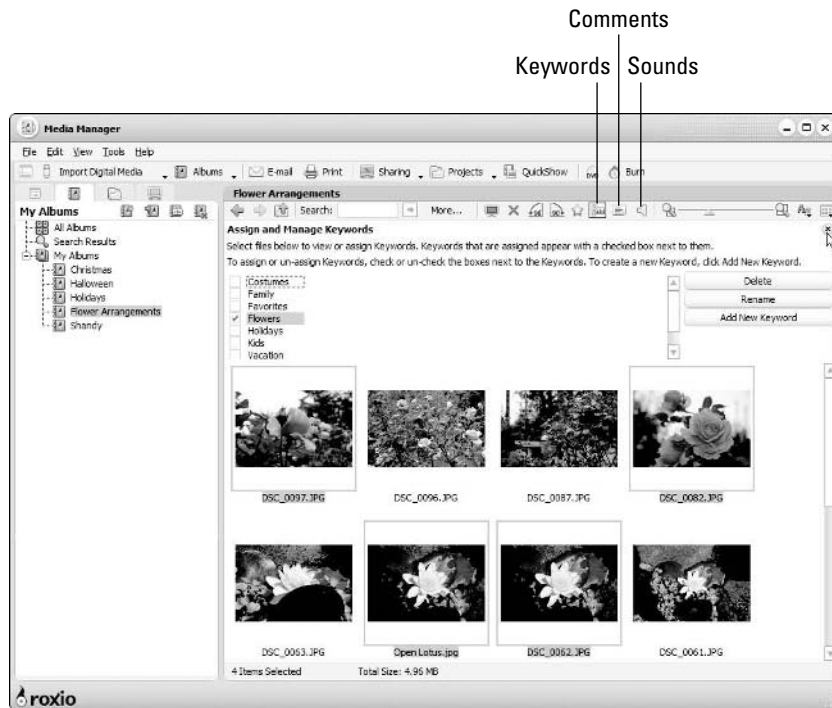 Comments
Keywords Sounds
Media Manager
File Edit View Tools Help
Import Digital Media Albums E-mail Print Sharing Projects QuickShow DVD Burn
Flower Arrangements
My Albums
Search: More...
All Albums
Search Results
My Albums
Christmas
Halloween
Holidays
Flower Arrangements
Shandy
Assign and Manage Keywords
Select files below to view or assign Keywords. Keywords that are assigned appear with a checked box next to them.
To assign or un-assign Keywords, check or un-check the boxes next to the Keywords. To create a new Keyword, click Add New Keyword.
Costumes
Family
Favorites
Flowers
Holidays
Kids
Vacation
Delete
Rename
Add New Keyword
DSC_0097.JPG DSC_0096.JPG DSC_0087.JPG DSC_0082.JPG
DSC_0063.JPG Open Lotus.jpg DSC_0062.JPG DSC_0061.JPG
4 Items Selected Total Size: 4.96 MB
roxio